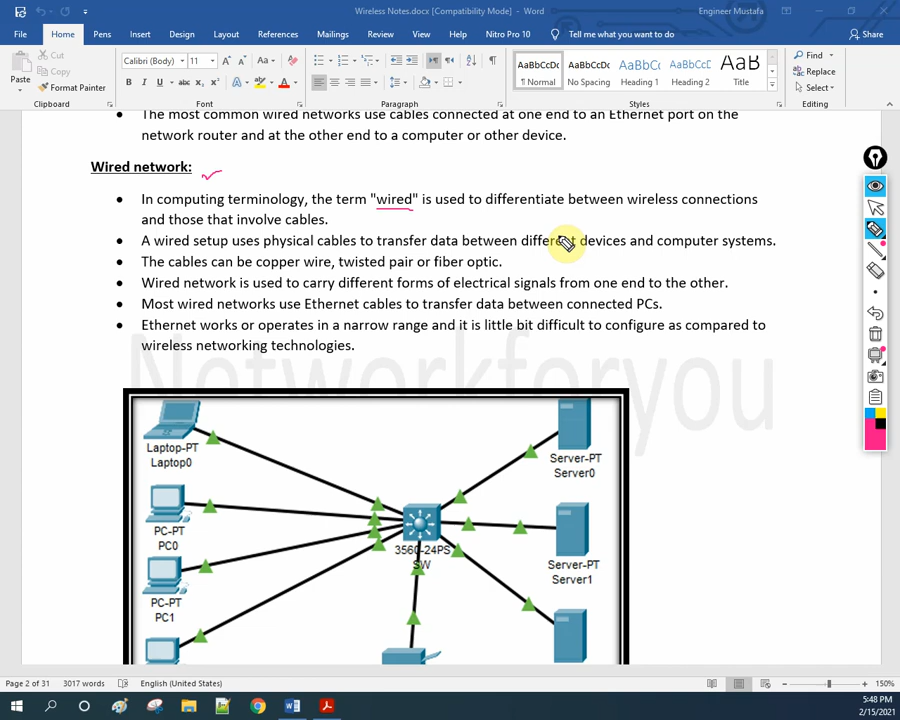 Wireless Notes.docx [Compatibility Mode] - Word
Engineer Mustafa
File Home Pens Insert Design Layout References Mailings Review View Help Nitro Pro 10 Tell me what you want to do Share
Paste
Cut
Copy
Format Painter
Calibri (Body) 11
Aa
B I U abc X₂ X²
A
AaBbCcDc AaBbCcDc AaBbCc AaBbCcC AaBb
¶ Normal No Spacing Heading 1 Heading 2 Title
Find
Replace
Select
Clipboard Font Paragraph Styles Editing
• The most common wired networks use cables connected at one end to an Ethernet port on the
network router and at the other end to a computer or other device.
Wired network:
• In computing terminology, the term "wired" is used to differentiate between wireless connections
and those that involve cables.
• A wired setup uses physical cables to transfer data between different devices and computer systems.
• The cables can be copper wire, twisted pair or fiber optic.
• Wired network is used to carry different forms of electrical signals from one end to the other.
• Most wired networks use Ethernet cables to transfer data between connected PCs.
• Ethernet works or operates in a narrow range and it is little bit difficult to configure as compared to
wireless networking technologies.
Networkforyou
Laptop-PT
Laptop0
Server-PT
Server0
PC-PT
PC0
3560-24PS
SW
Server-PT
Server1
PC-PT
PC1
Page 2 of 31 3017 words English (United States) 150%
5:48 PM
2/15/2021